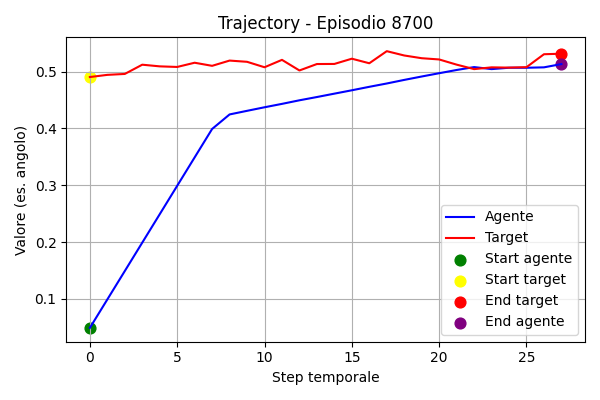 Trajectory - Episodio 8700
Valore (es. angolo)
0.5
0.4
0.3
0.2
0.1
0
5
10
15
20
25
Step temporale
Agente
Target
Start agente
Start target
End target
End agente